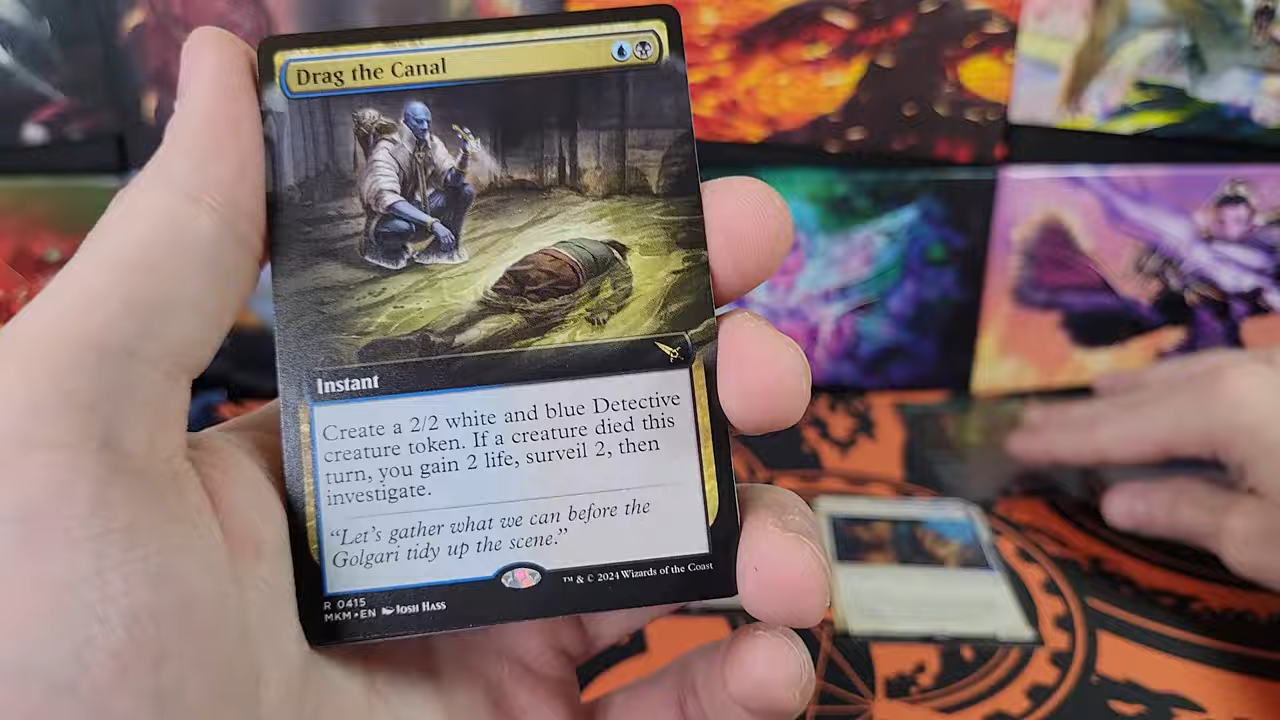 Drag the Canal
Instant
Create a 2/2 white and blue Detective
creature token. If a creature died this
turn, you gain 2 life, surveil 2, then
investigate.
“Let’s gather what we can before the
Golgari tidy up the scene.”
R 0415
MKM • EN Josh Hass
™ & © 2024 Wizards of the Coast